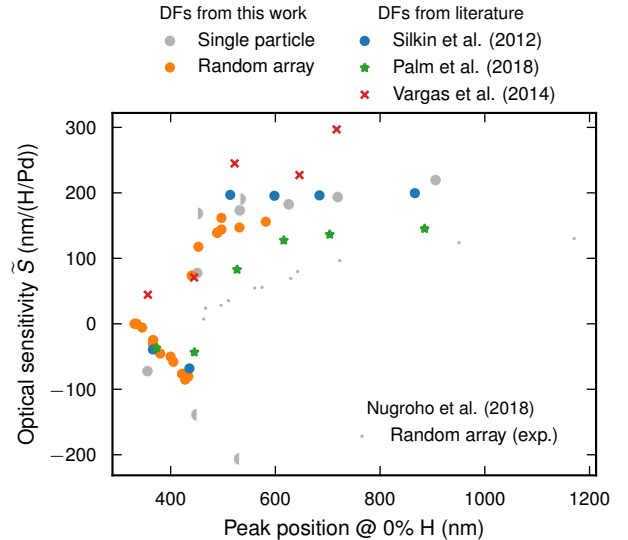 DFs from this work DFs from literature
Single particle Silkin et al. (2012)
Random array Palm et al. (2018)
Vargas et al. (2014)
300
200
100
0
−100
−200
Optical sensitivity S̃ (nm/(H/Pd))
Nugroho et al. (2018)
Random array (exp.)
400 600 800 1000 1200
Peak position @ 0% H (nm)